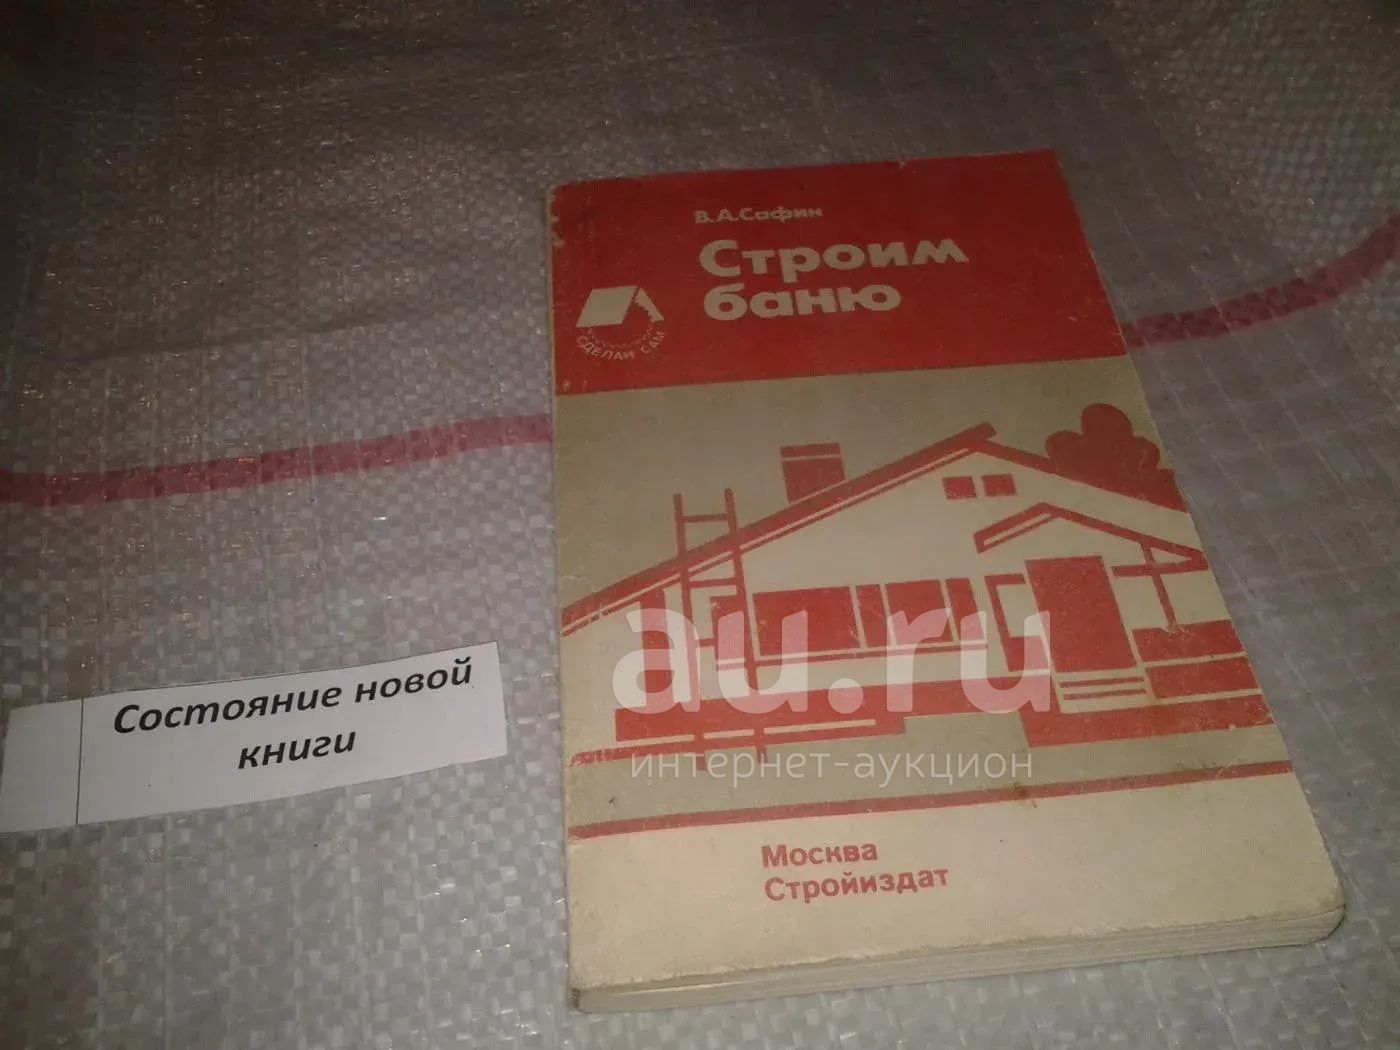 В.А.Сафин
Строим
баню
СДЕЛАЙ САМ
au.ru
интернет-аукцион
Состояние новой
книги
Москва
Стройиздат